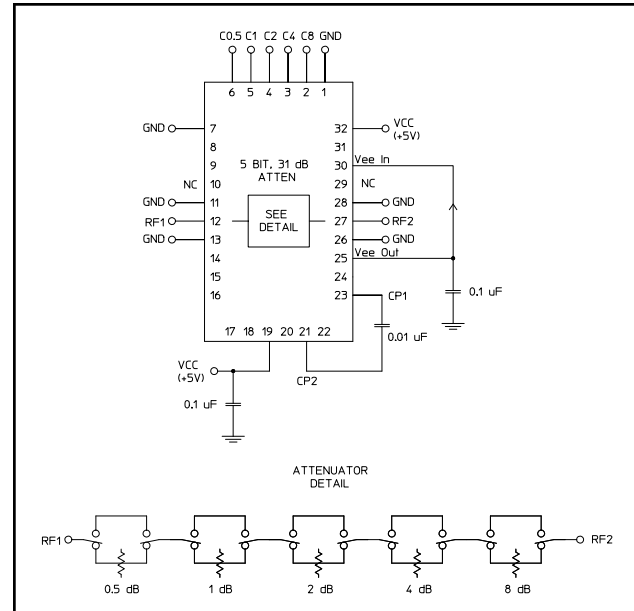 C0.5 C1 C2 C4 C8 GND
6 5 4 3 2 1
GND 7 32 VCC
(+5V)
8 31
9 30 Vee In
5 BIT, 31 dB
ATTEN
NC 10 29 NC
GND 11 28 GND
RF1 12 27 RF2
SEE
DETAIL
GND 13 26 GND
14 25 Vee Out
15 24
16 23 CP1
0.1 uF
17 18 19 20 21 22
0.01 uF
VCC
(+5V)
CP2
0.1 uF
ATTENUATOR
DETAIL
RF1 RF2
0.5 dB 1 dB 2 dB 4 dB 8 dB